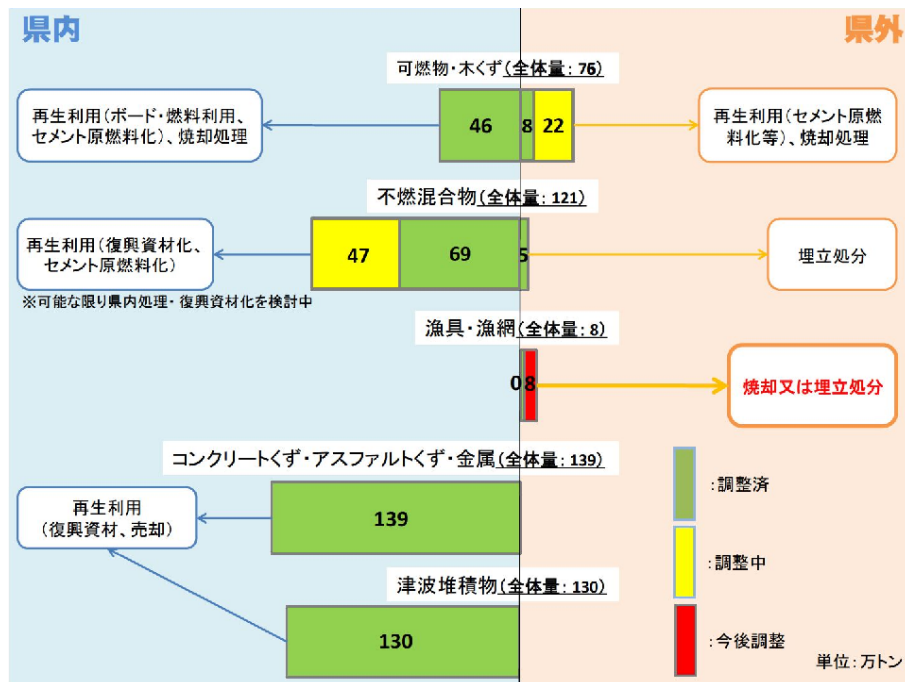 県内
県外
可燃物・木くず(全体量：76)
再生利用(ボード・燃料利用、
セメント原燃料化)、焼却処理
46
8
22
再生利用(セメント原燃
料化等)、焼却処理
不燃混合物(全体量：121)
再生利用(復興資材化、
セメント原燃料化)
47
69
5
埋立処分
※可能な限り県内処理・復興資材化を検討中
漁具・漁網(全体量：8)
0
8
焼却又は埋立処分
コンクリートくず・アスファルトくず・金属(全体量：139)
再生利用
(復興資材、売却)
139
：調整済
：調整中
津波堆積物(全体量：130)
130
：今後調整
単位：万トン